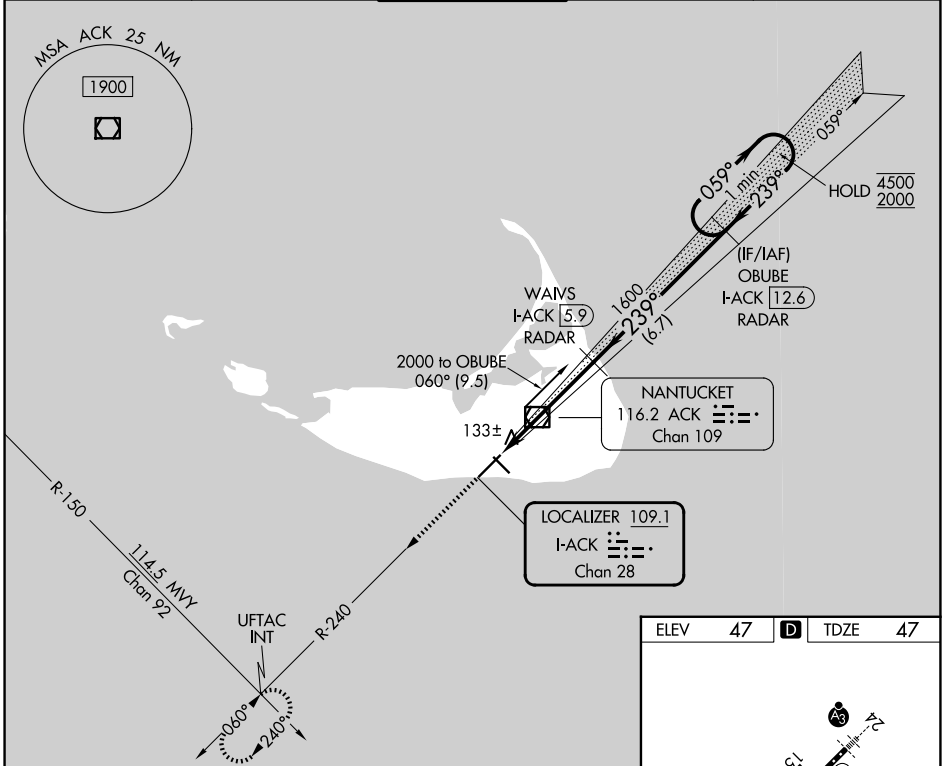 MSA ACK 25 NM
1900
059°
1 min
239°
059°
HOLD 4500
2000
(IF/IAF)
OBUBE
I-ACK 12.6
RADAR
WAIVS
I-ACK 5.9
RADAR
1600
239°
(6.7)
2000 to OBUBE
060° (9.5)
NANTUCKET
116.2 ACK
Chan 109
133±
LOCALIZER 109.1
I-ACK
Chan 28
R-150
114.5 MVY
Chan 92
UFTAC
INT
R-240
060°
240°
ELEV 47 D TDZE 47
A3
24